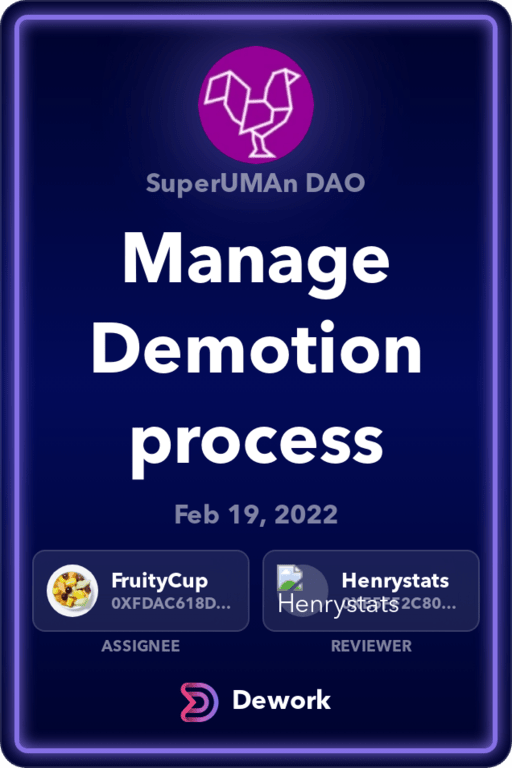 SuperUMAn DAO
Manage
Demotion
process
Feb 19, 2022
FruityCup
0XFDAC618D...
Henrystats
Henrystats
ASSIGNEE
REVIEWER
Dework